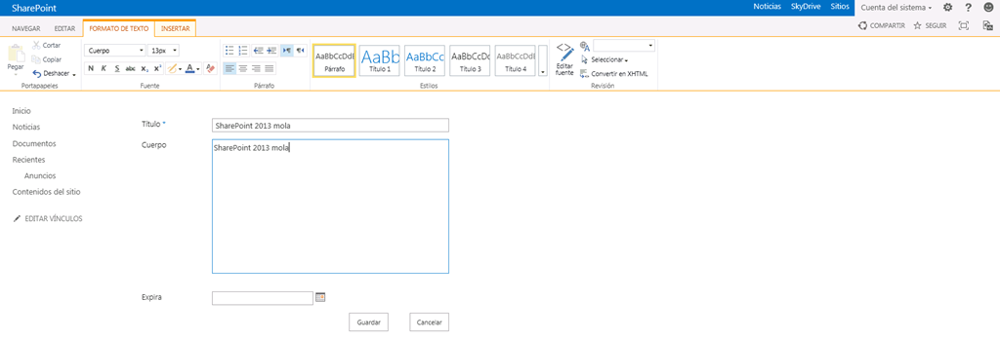 SharePoint Noticias SkyDrive Sitios Cuenta del sistema ?
NAVEGAR EDITAR FORMATO DE TEXTO INSERTAR COMPARTIR SEGUIR
Pegar Cortar
Copiar
Deshacer
Portapapeles
Cuerpo 13px
N K S abc x₂ x² A
Fuente
Párrafo
AaBbCcDdE Párrafo
AaBb Título 1
AaBbCc Título 2
AaBbCcDc Título 3
AaBbCcDdE Título 4
Estilos
Editar fuente
Seleccionar
Convertir en XHTML
Revisión
Inicio
Noticias
Documentos
Recientes
Anuncios
Contenidos del sitio
EDITAR VÍNCULOS
Título * SharePoint 2013 mola
Cuerpo SharePoint 2013 mola
Expira
Guardar Cancelar